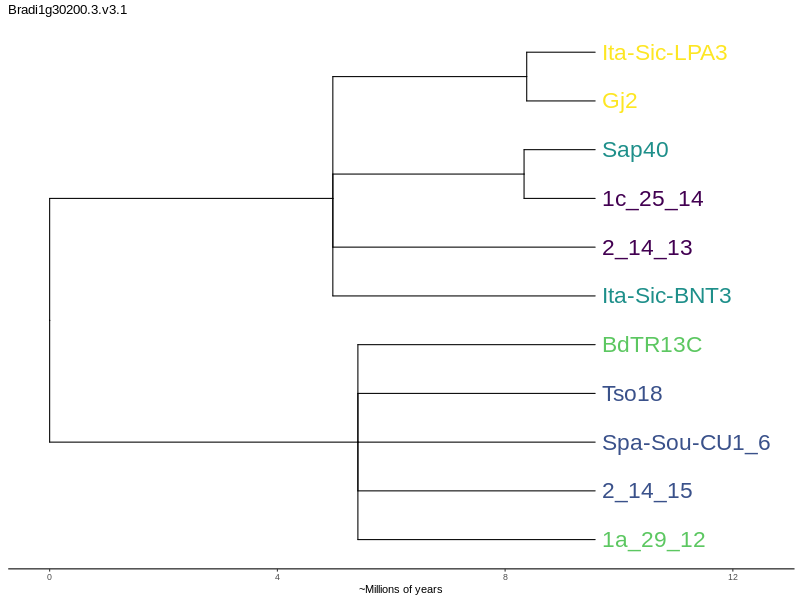 Bradi1g30200.3.v3.1
Ita-Sic-LPA3
Gj2
Sap40
1c_25_14
2_14_13
Ita-Sic-BNT3
BdTR13C
Tso18
Spa-Sou-CU1_6
2_14_15
1a_29_12
0 4 8 12
~Millions of years